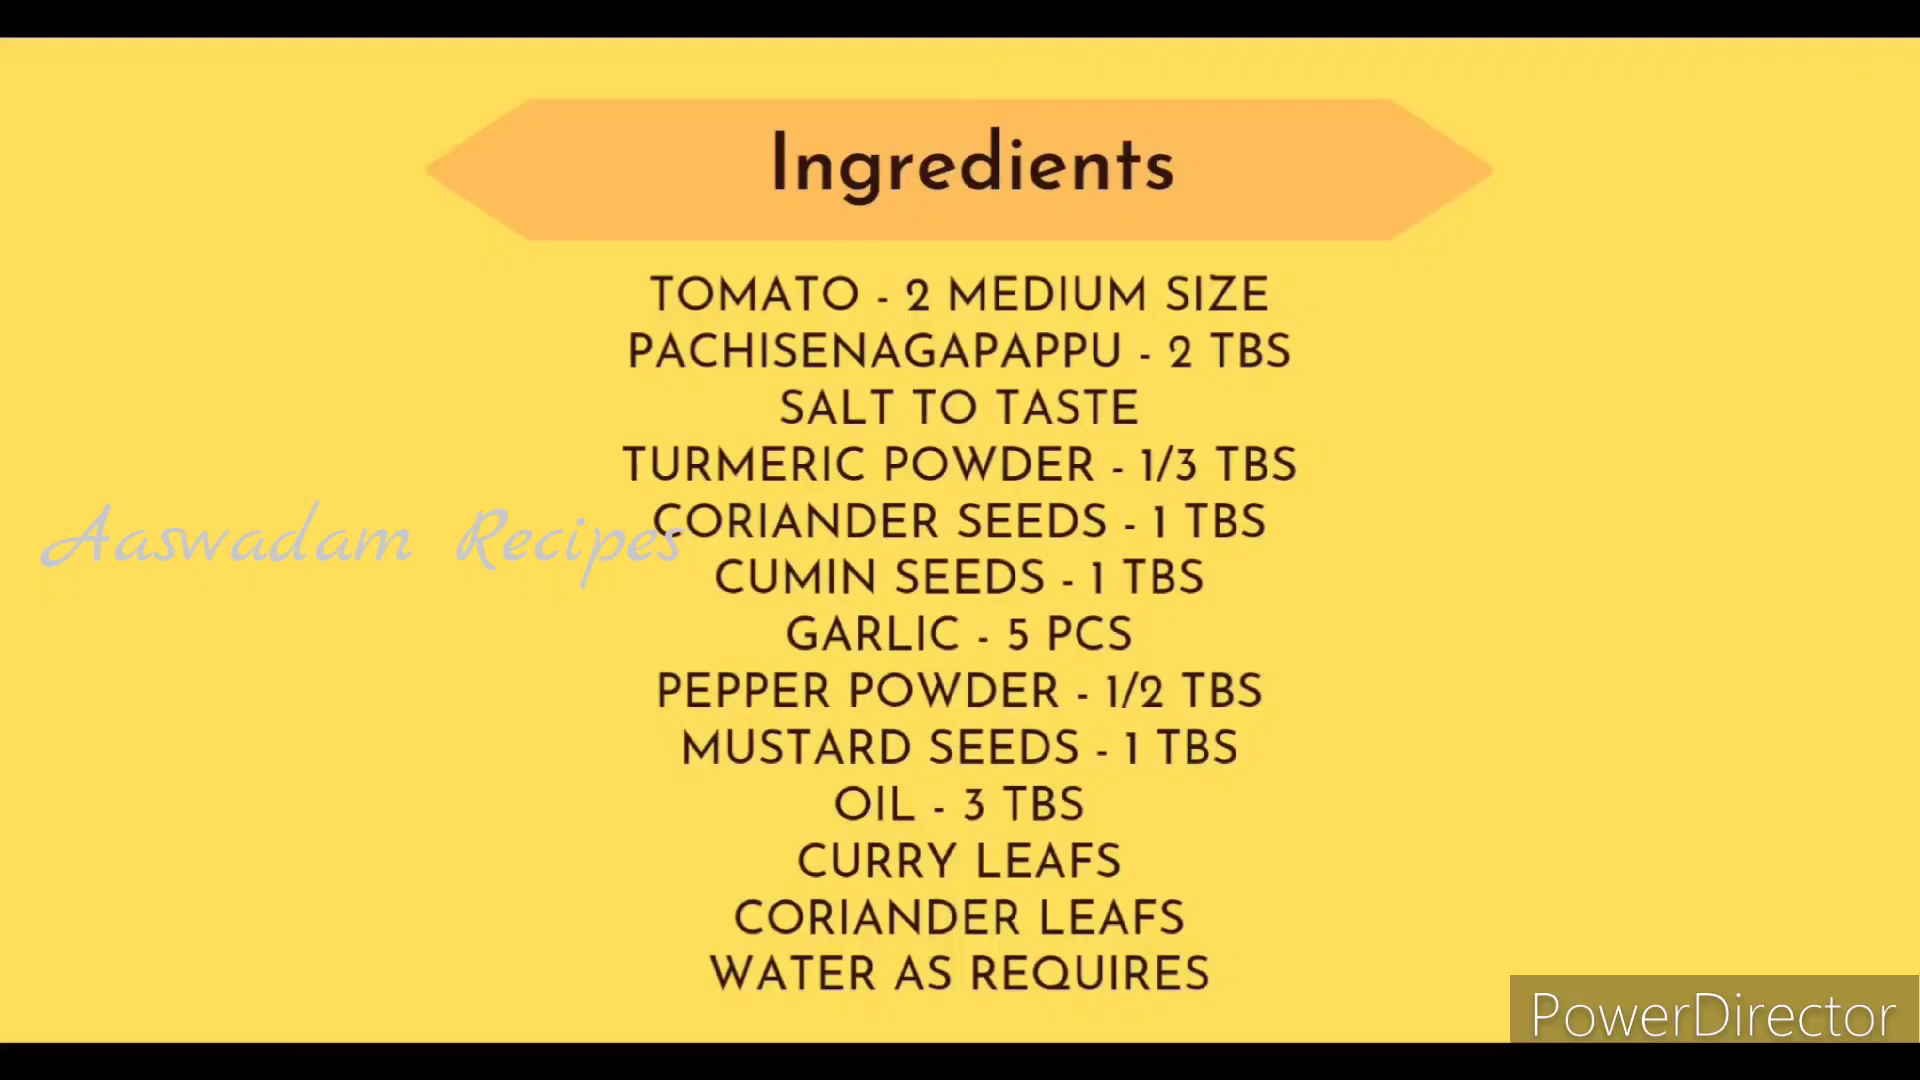 Ingredients
TOMATO - 2 MEDIUM SIZE
PACHISENAGAPAPPU - 2 TBS
SALT TO TASTE
TURMERIC POWDER - 1/3 TBS
CORIANDER SEEDS - 1 TBS
Aaswadam Recipes
CUMIN SEEDS - 1 TBS
GARLIC - 5 PCS
PEPPER POWDER - 1/2 TBS
MUSTARD SEEDS - 1 TBS
OIL - 3 TBS
CURRY LEAFS
CORIANDER LEAFS
WATER AS REQUIRES
PowerDirector